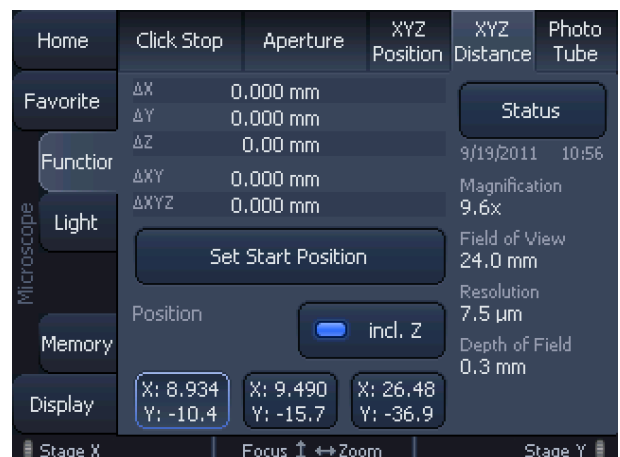 Home
Favorite
Function
Microscope
Light
Memory
Display
Click Stop
Aperture
XYZ
Position
XYZ
Distance
Photo
Tube
ΔX 0.000 mm
ΔY 0.000 mm
ΔZ 0.00 mm
ΔXY 0.000 mm
ΔXYZ 0.000 mm
Set Start Position
Position
incl. Z
X: 8.934
Y: -10.4
X: 9.490
Y: -15.7
X: 26.48
Y: -36.9
Status
9/19/2011 10:56
Magnification
9.6x
Field of View
24.0 mm
Resolution
7.5 µm
Depth of Field
0.3 mm
Stage X
Focus ↕ ↔ Zoom
Stage Y